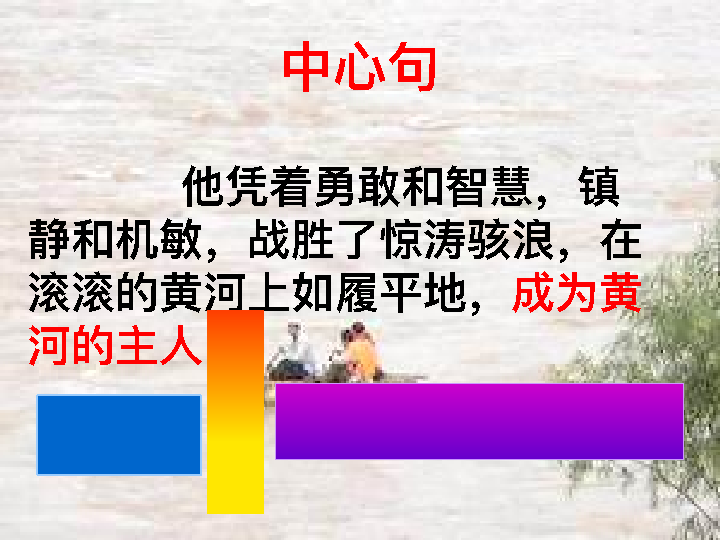 中心句
他凭着勇敢和智慧，镇
静和机敏，战胜了惊涛骇浪，在
滚滚的黄河上如履平地，成为黄
河的主人